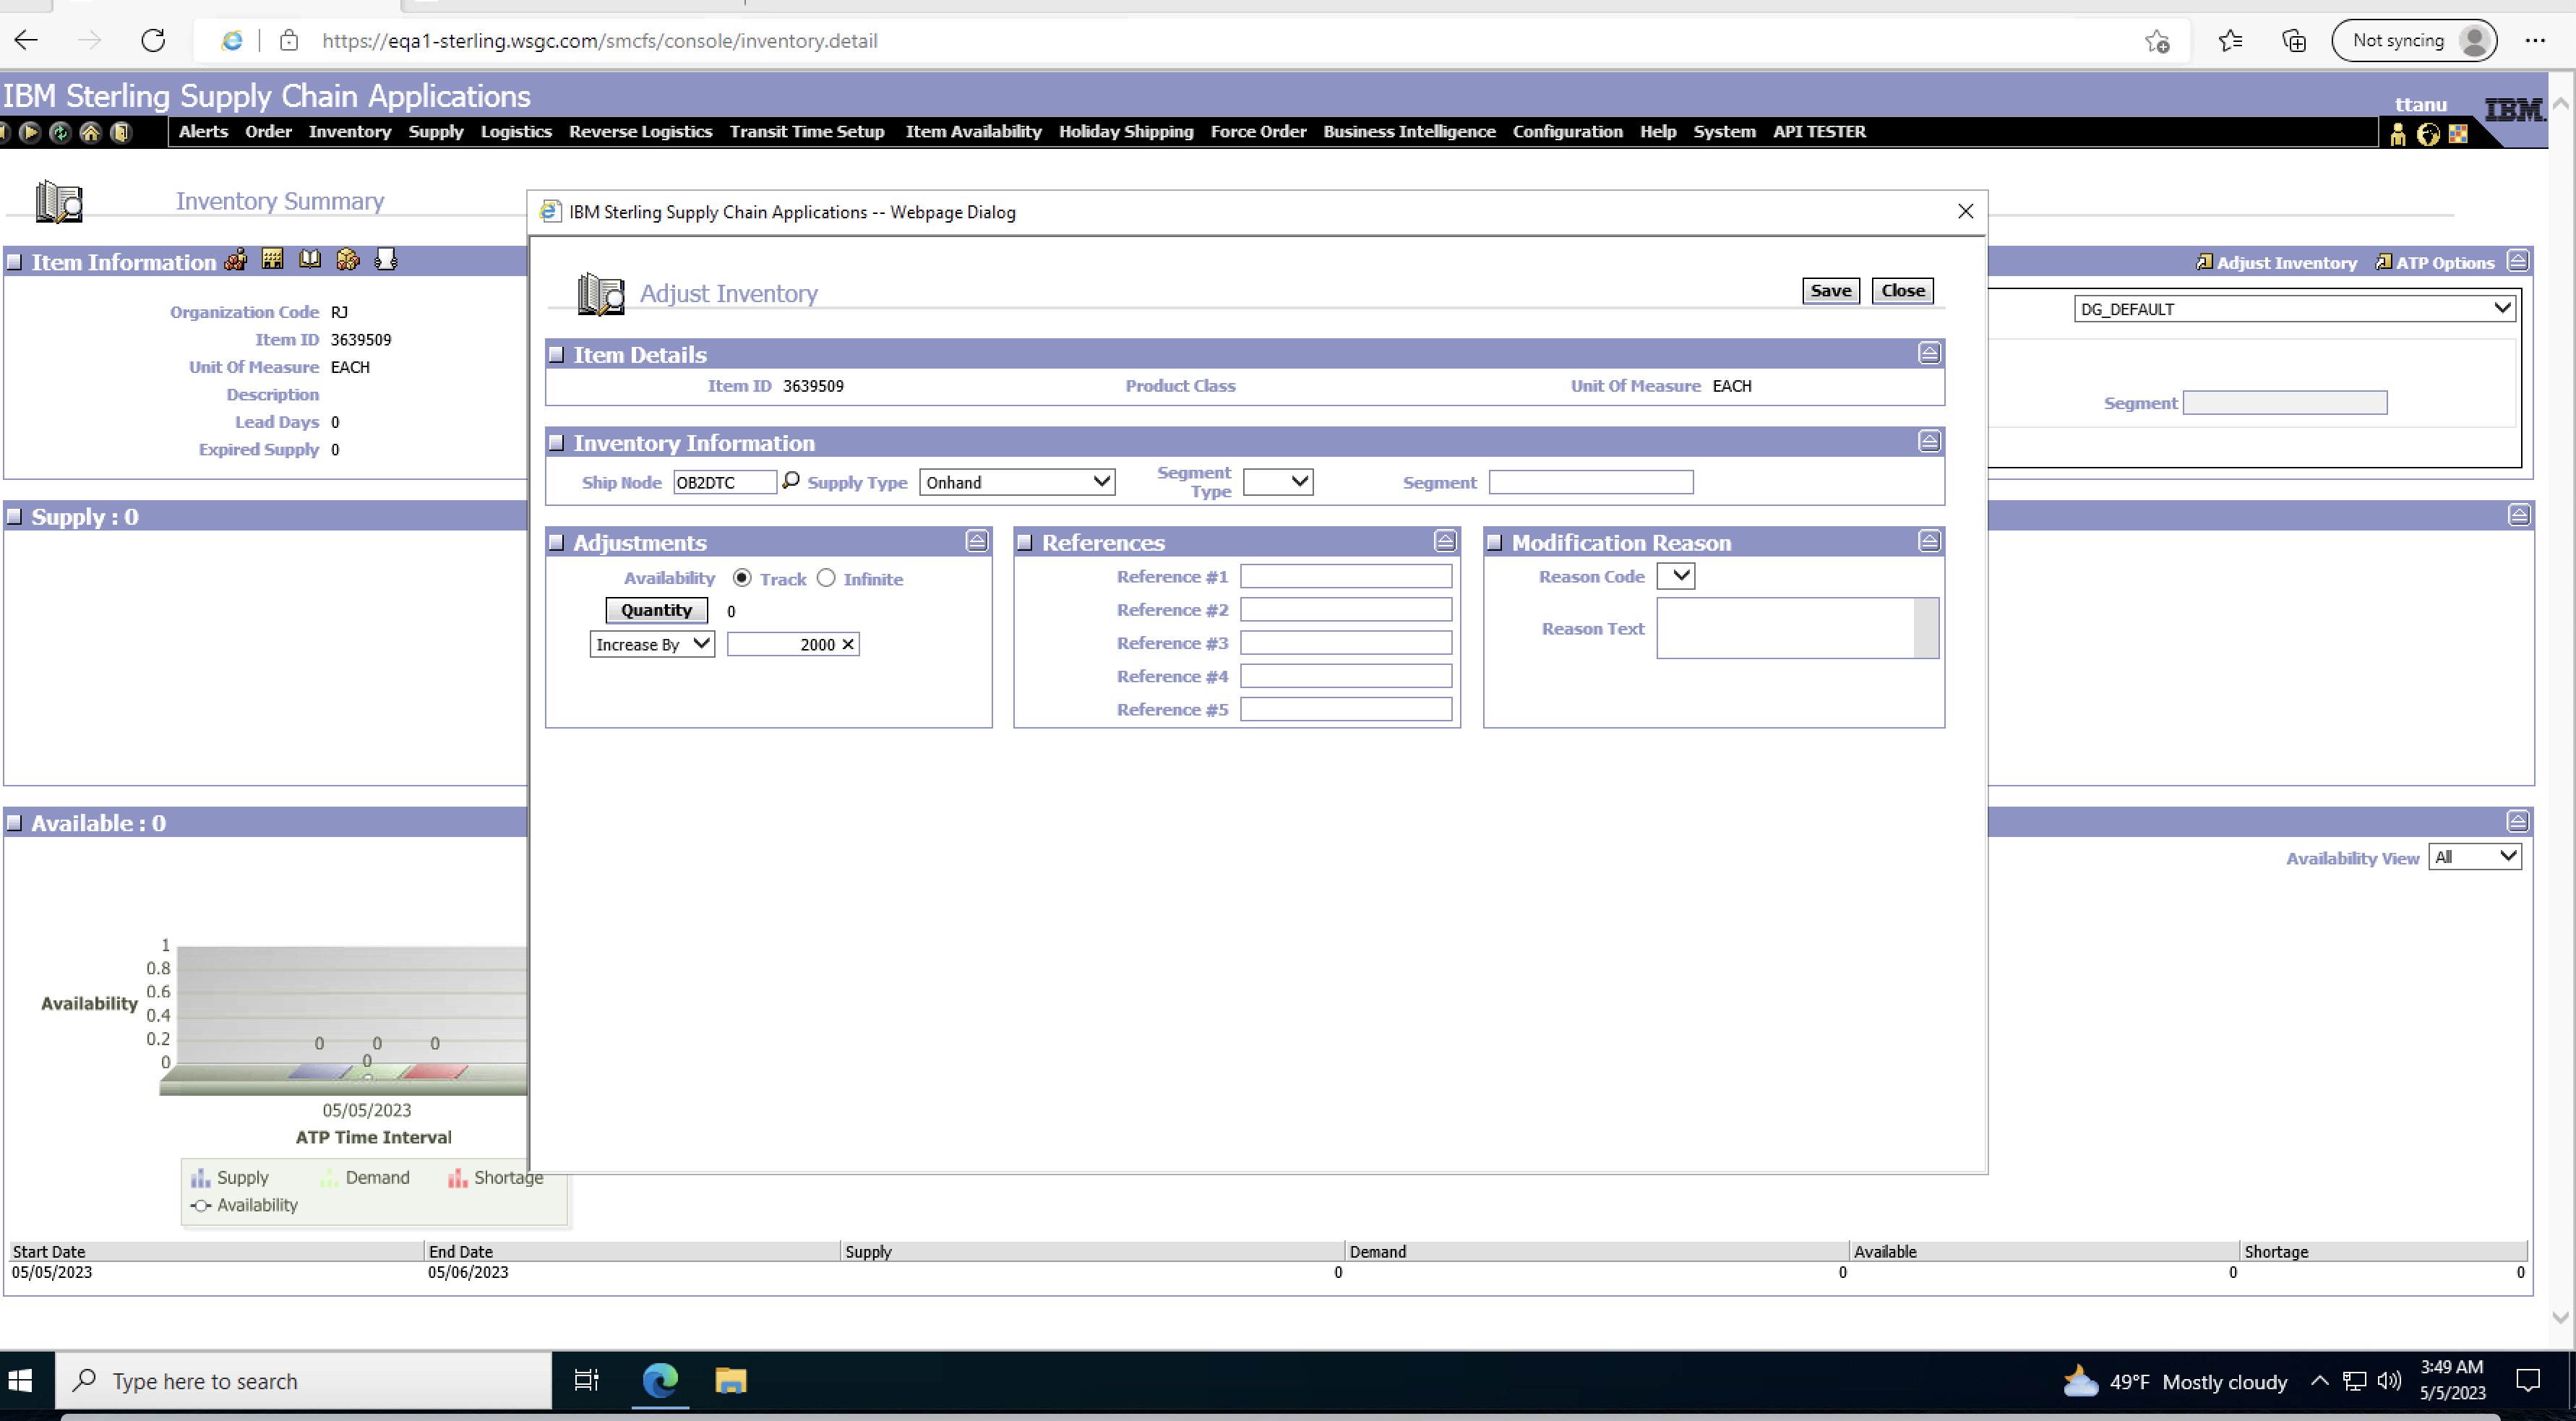 https://eqa1-sterling.wsgc.com/smcfs/console/inventory.detail
Not syncing
IBM Sterling Supply Chain Applications
ttanu
IBM.
Alerts Order Inventory Supply Logistics Reverse Logistics Transit Time Setup Item Availability Holiday Shipping Force Order Business Intelligence Configuration Help System API TESTER
Inventory Summary
IBM Sterling Supply Chain Applications -- Webpage Dialog
Item Information
Adjust Inventory ATP Options
Organization Code RJ
Item ID 3639509
Unit Of Measure EACH
Description
Lead Days 0
Expired Supply 0
DG_DEFAULT
Segment
Adjust Inventory
Save Close
Item Details
Item ID 3639509 Product Class Unit Of Measure EACH
Inventory Information
Ship Node OB2DTC Supply Type Onhand Segment Type Segment
Adjustments
Availability Track Infinite
Quantity 0
Increase By 2000
References
Reference #1
Reference #2
Reference #3
Reference #4
Reference #5
Modification Reason
Reason Code
Reason Text
Supply : 0
Available : 0
Availability View All
1
0.8
0.6
0.4
0.2
0
Availability
0 0 0
0
05/05/2023
ATP Time Interval
Supply Demand Shortage
Availability
Start Date End Date Supply Demand Available Shortage
05/05/2023 05/06/2023 0 0 0 0
Type here to search
49°F Mostly cloudy
3:49 AM
5/5/2023